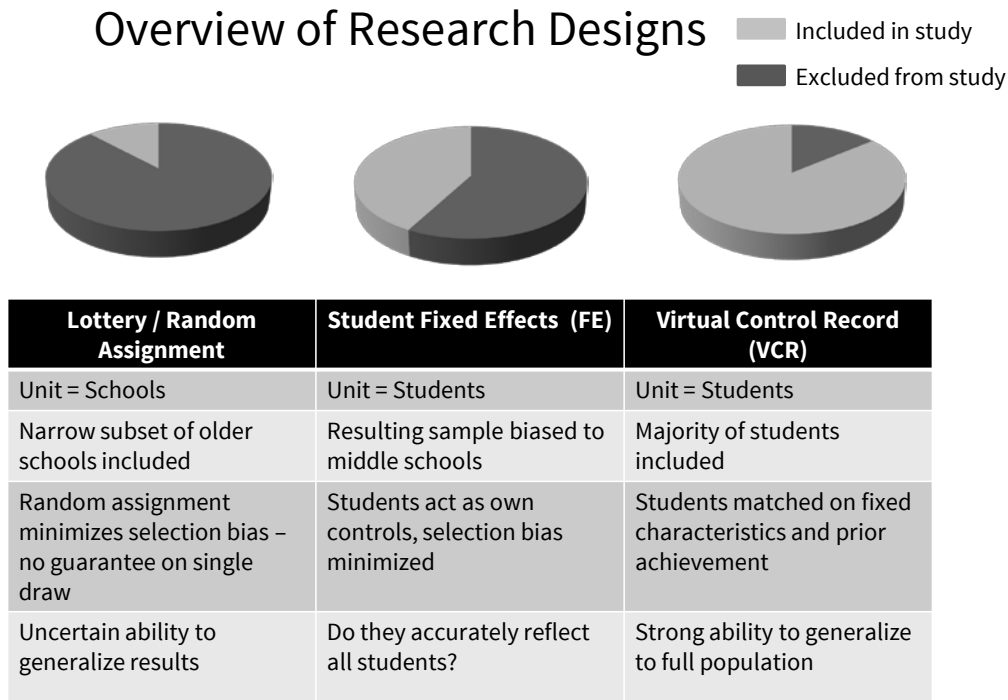 Overview of Research Designs
Included in study
Excluded from study
Lottery / Random
Assignment
Student Fixed Effects (FE)
Virtual Control Record
(VCR)
Unit = Schools
Unit = Students
Unit = Students
Narrow subset of older
schools included
Resulting sample biased to
middle schools
Majority of students
included
Random assignment
minimizes selection bias –
no guarantee on single
draw
Students act as own
controls, selection bias
minimized
Students matched on fixed
characteristics and prior
achievement
Uncertain ability to
generalize results
Do they accurately reflect
all students?
Strong ability to generalize
to full population